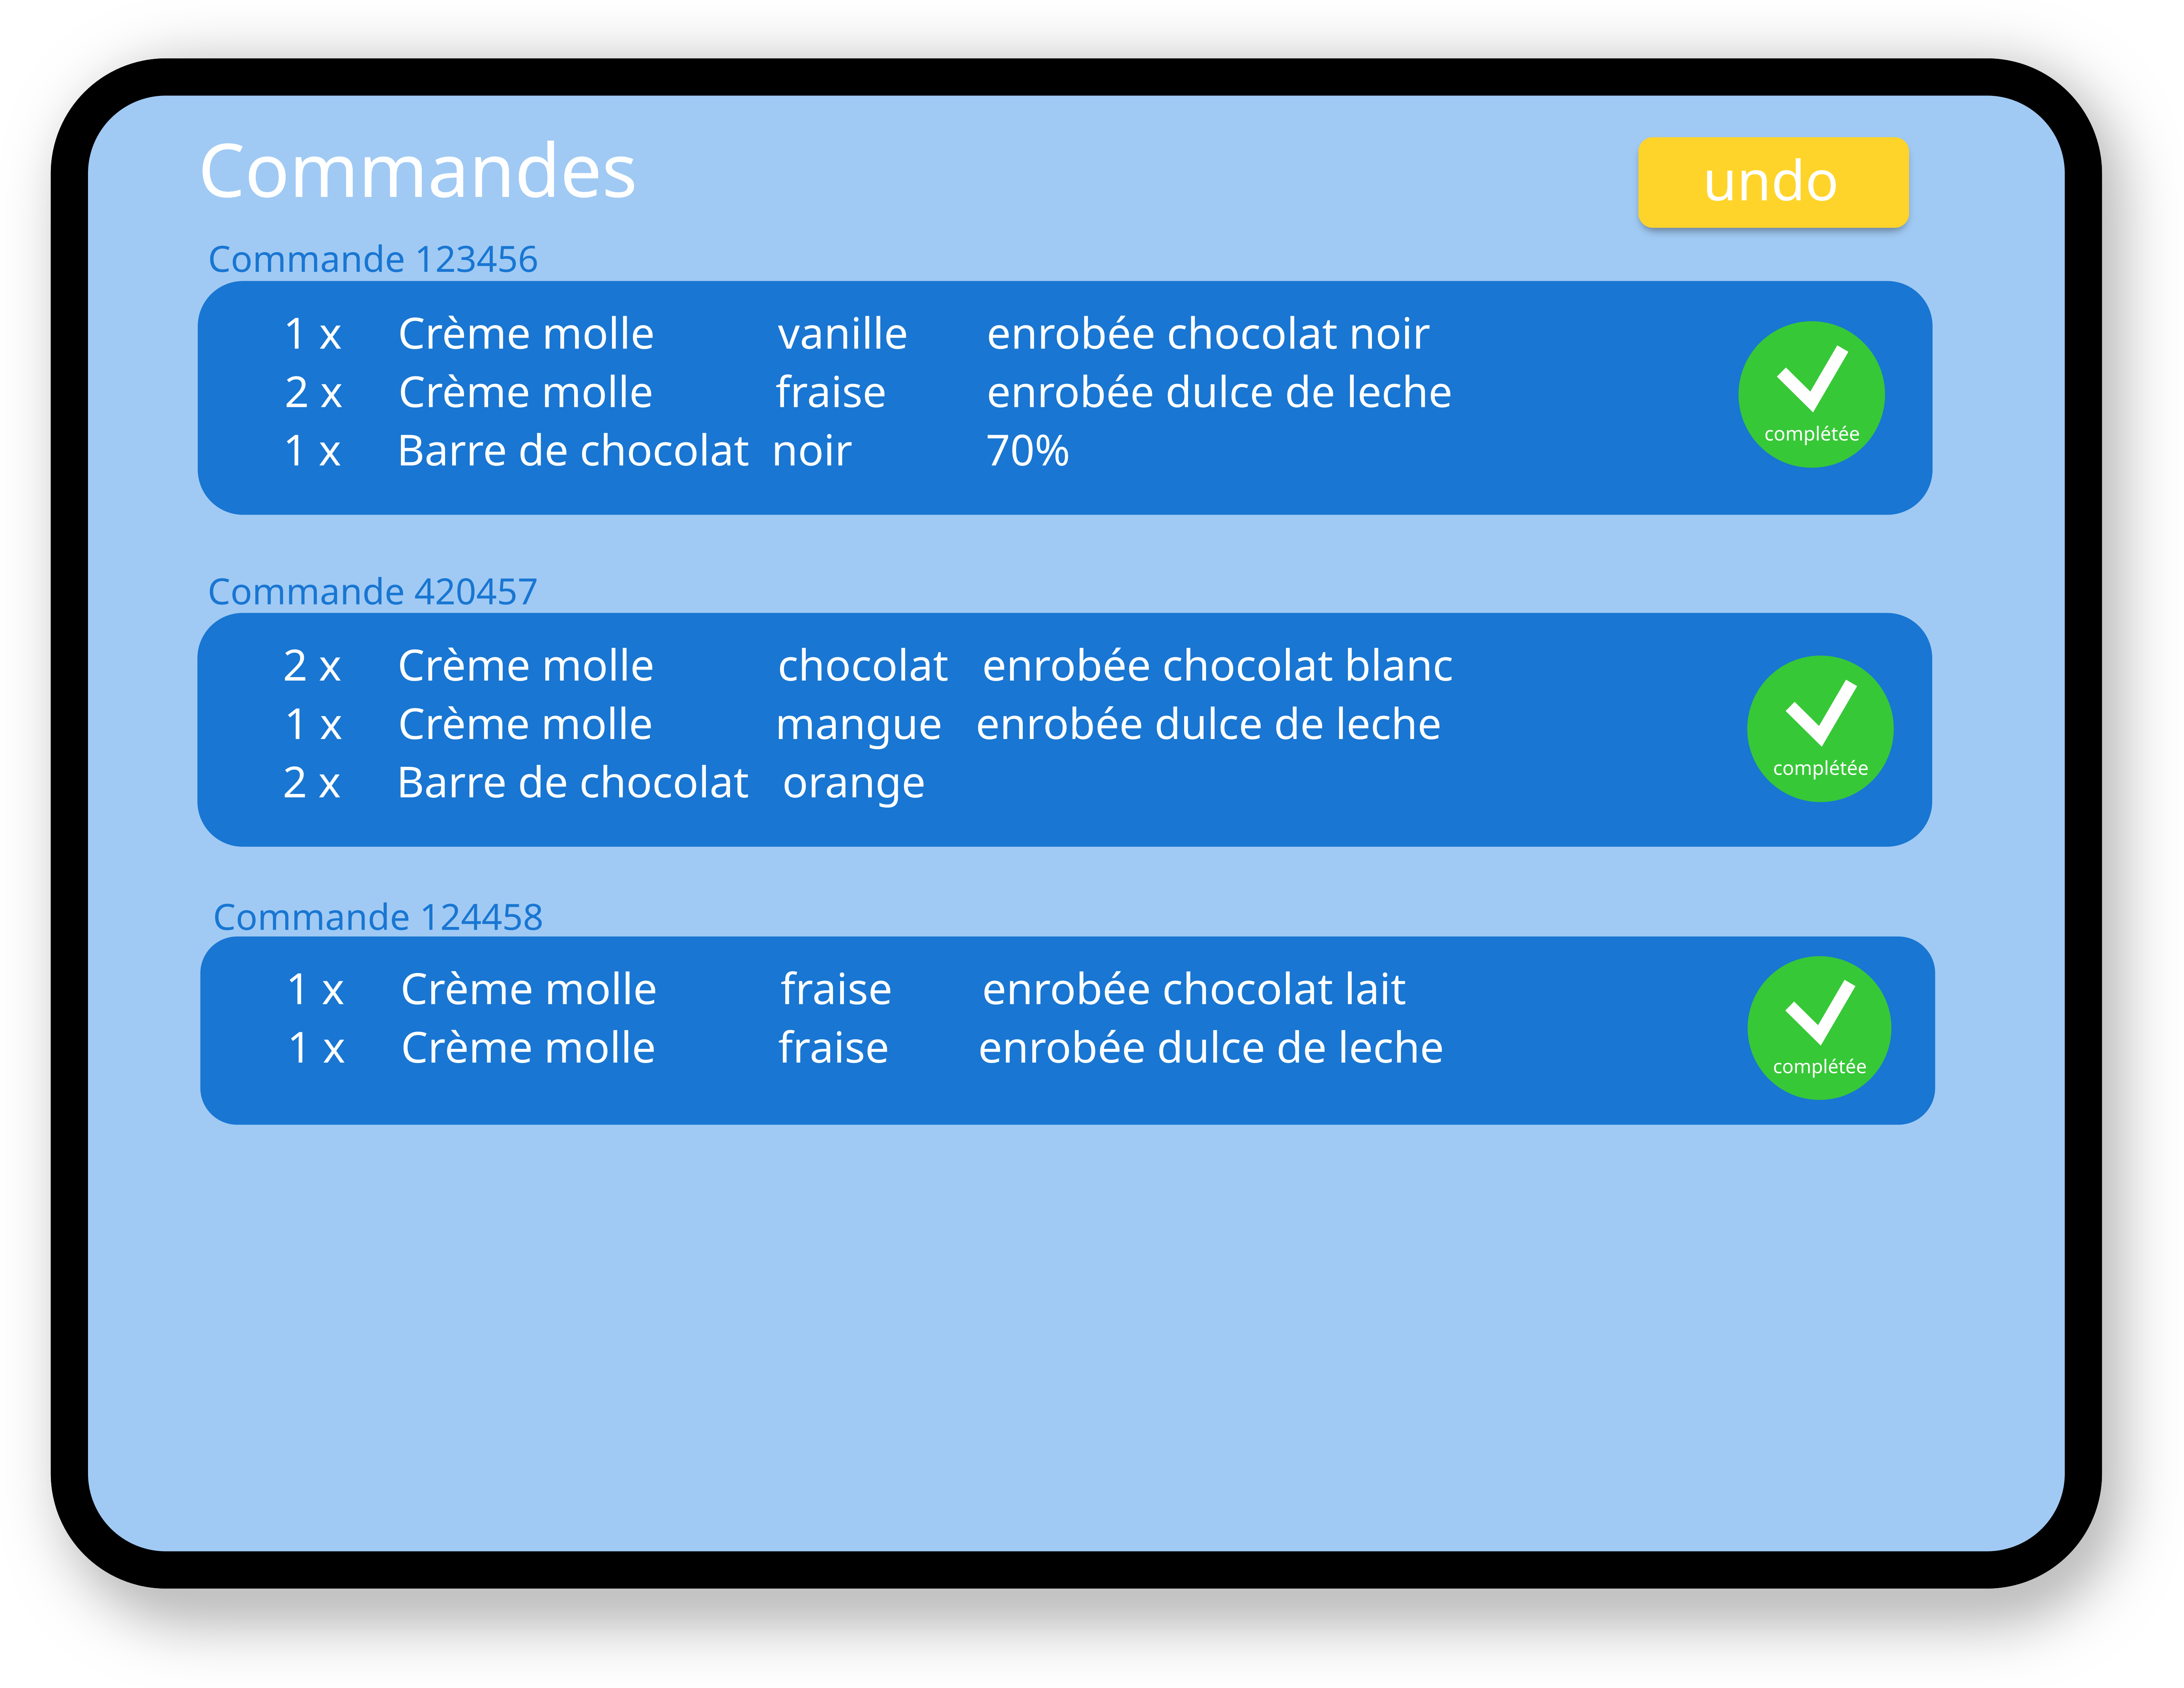 Commandes
undo
Commande 123456
1 x Crème molle vanille enrobée chocolat noir
2 x Crème molle fraise enrobée dulce de leche
1 x Barre de chocolat noir 70%
complétée
Commande 420457
2 x Crème molle chocolat enrobée chocolat blanc
1 x Crème molle mangue enrobée dulce de leche
2 x Barre de chocolat orange
complétée
Commande 124458
1 x Crème molle fraise enrobée chocolat lait
1 x Crème molle fraise enrobée dulce de leche
complétée